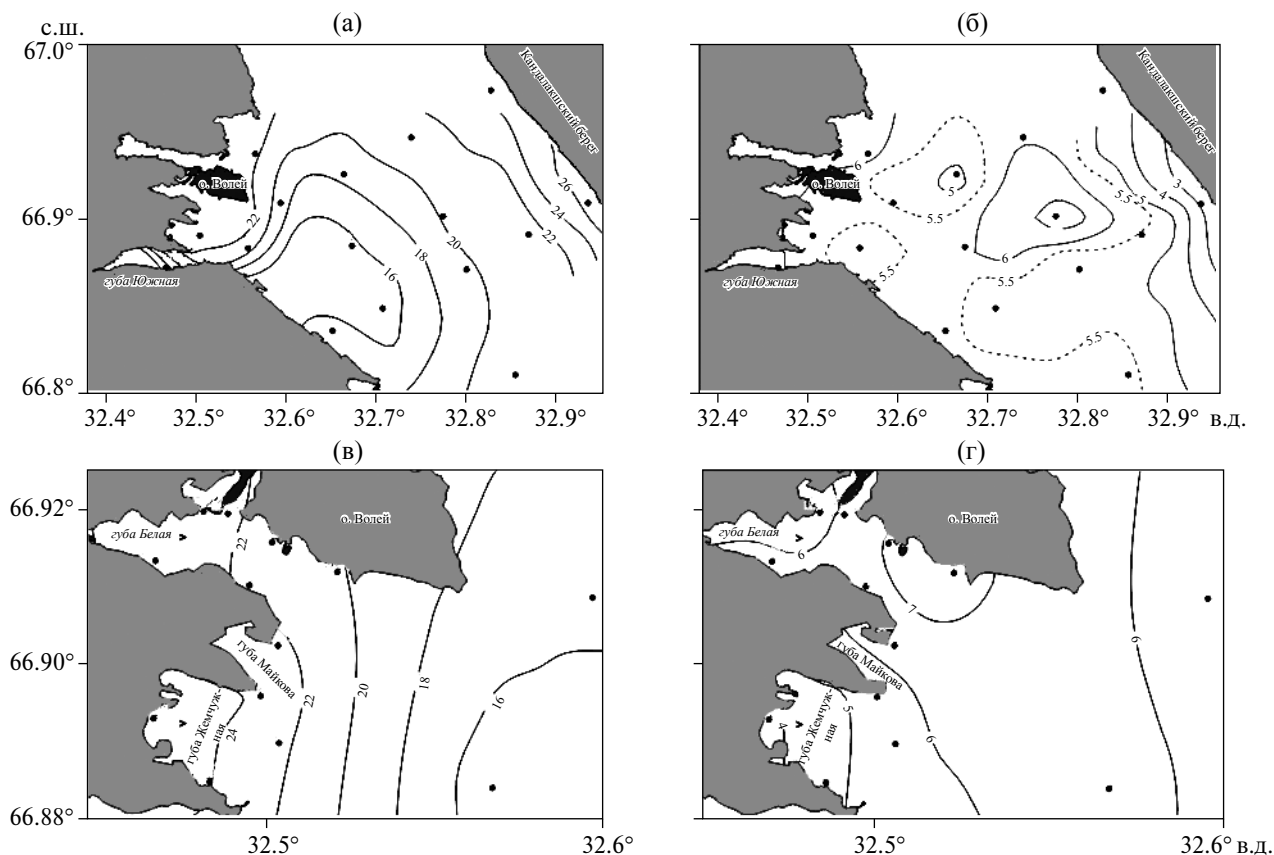 с.ш.
(а)
(б)
67.0°
66.9°
66.8°
Кандалакшский берег
о. Волей
губа Южная
22
16
18
20
22
24
26
32.4°
32.5°
32.6°
32.7°
32.8°
32.9°
Кандалакшский берег
о. Волей
губа Южная
6
5
5.5
5.5
6
5.5
5.5
5
4
3
5.5
32.4°
32.5°
32.6°
32.7°
32.8°
32.9°
в.д.
(в)
(г)
66.92°
66.90°
66.88°
о. Волей
губа Белая
22
губа Майкова
губа Жемчуж-
ная
24
22
20
18
16
32.5°
32.6°
о. Волей
губа Белая
6
7
губа Майкова
губа Жемчуж-
ная
4
5
6
6
32.5°
32.6°
в.д.